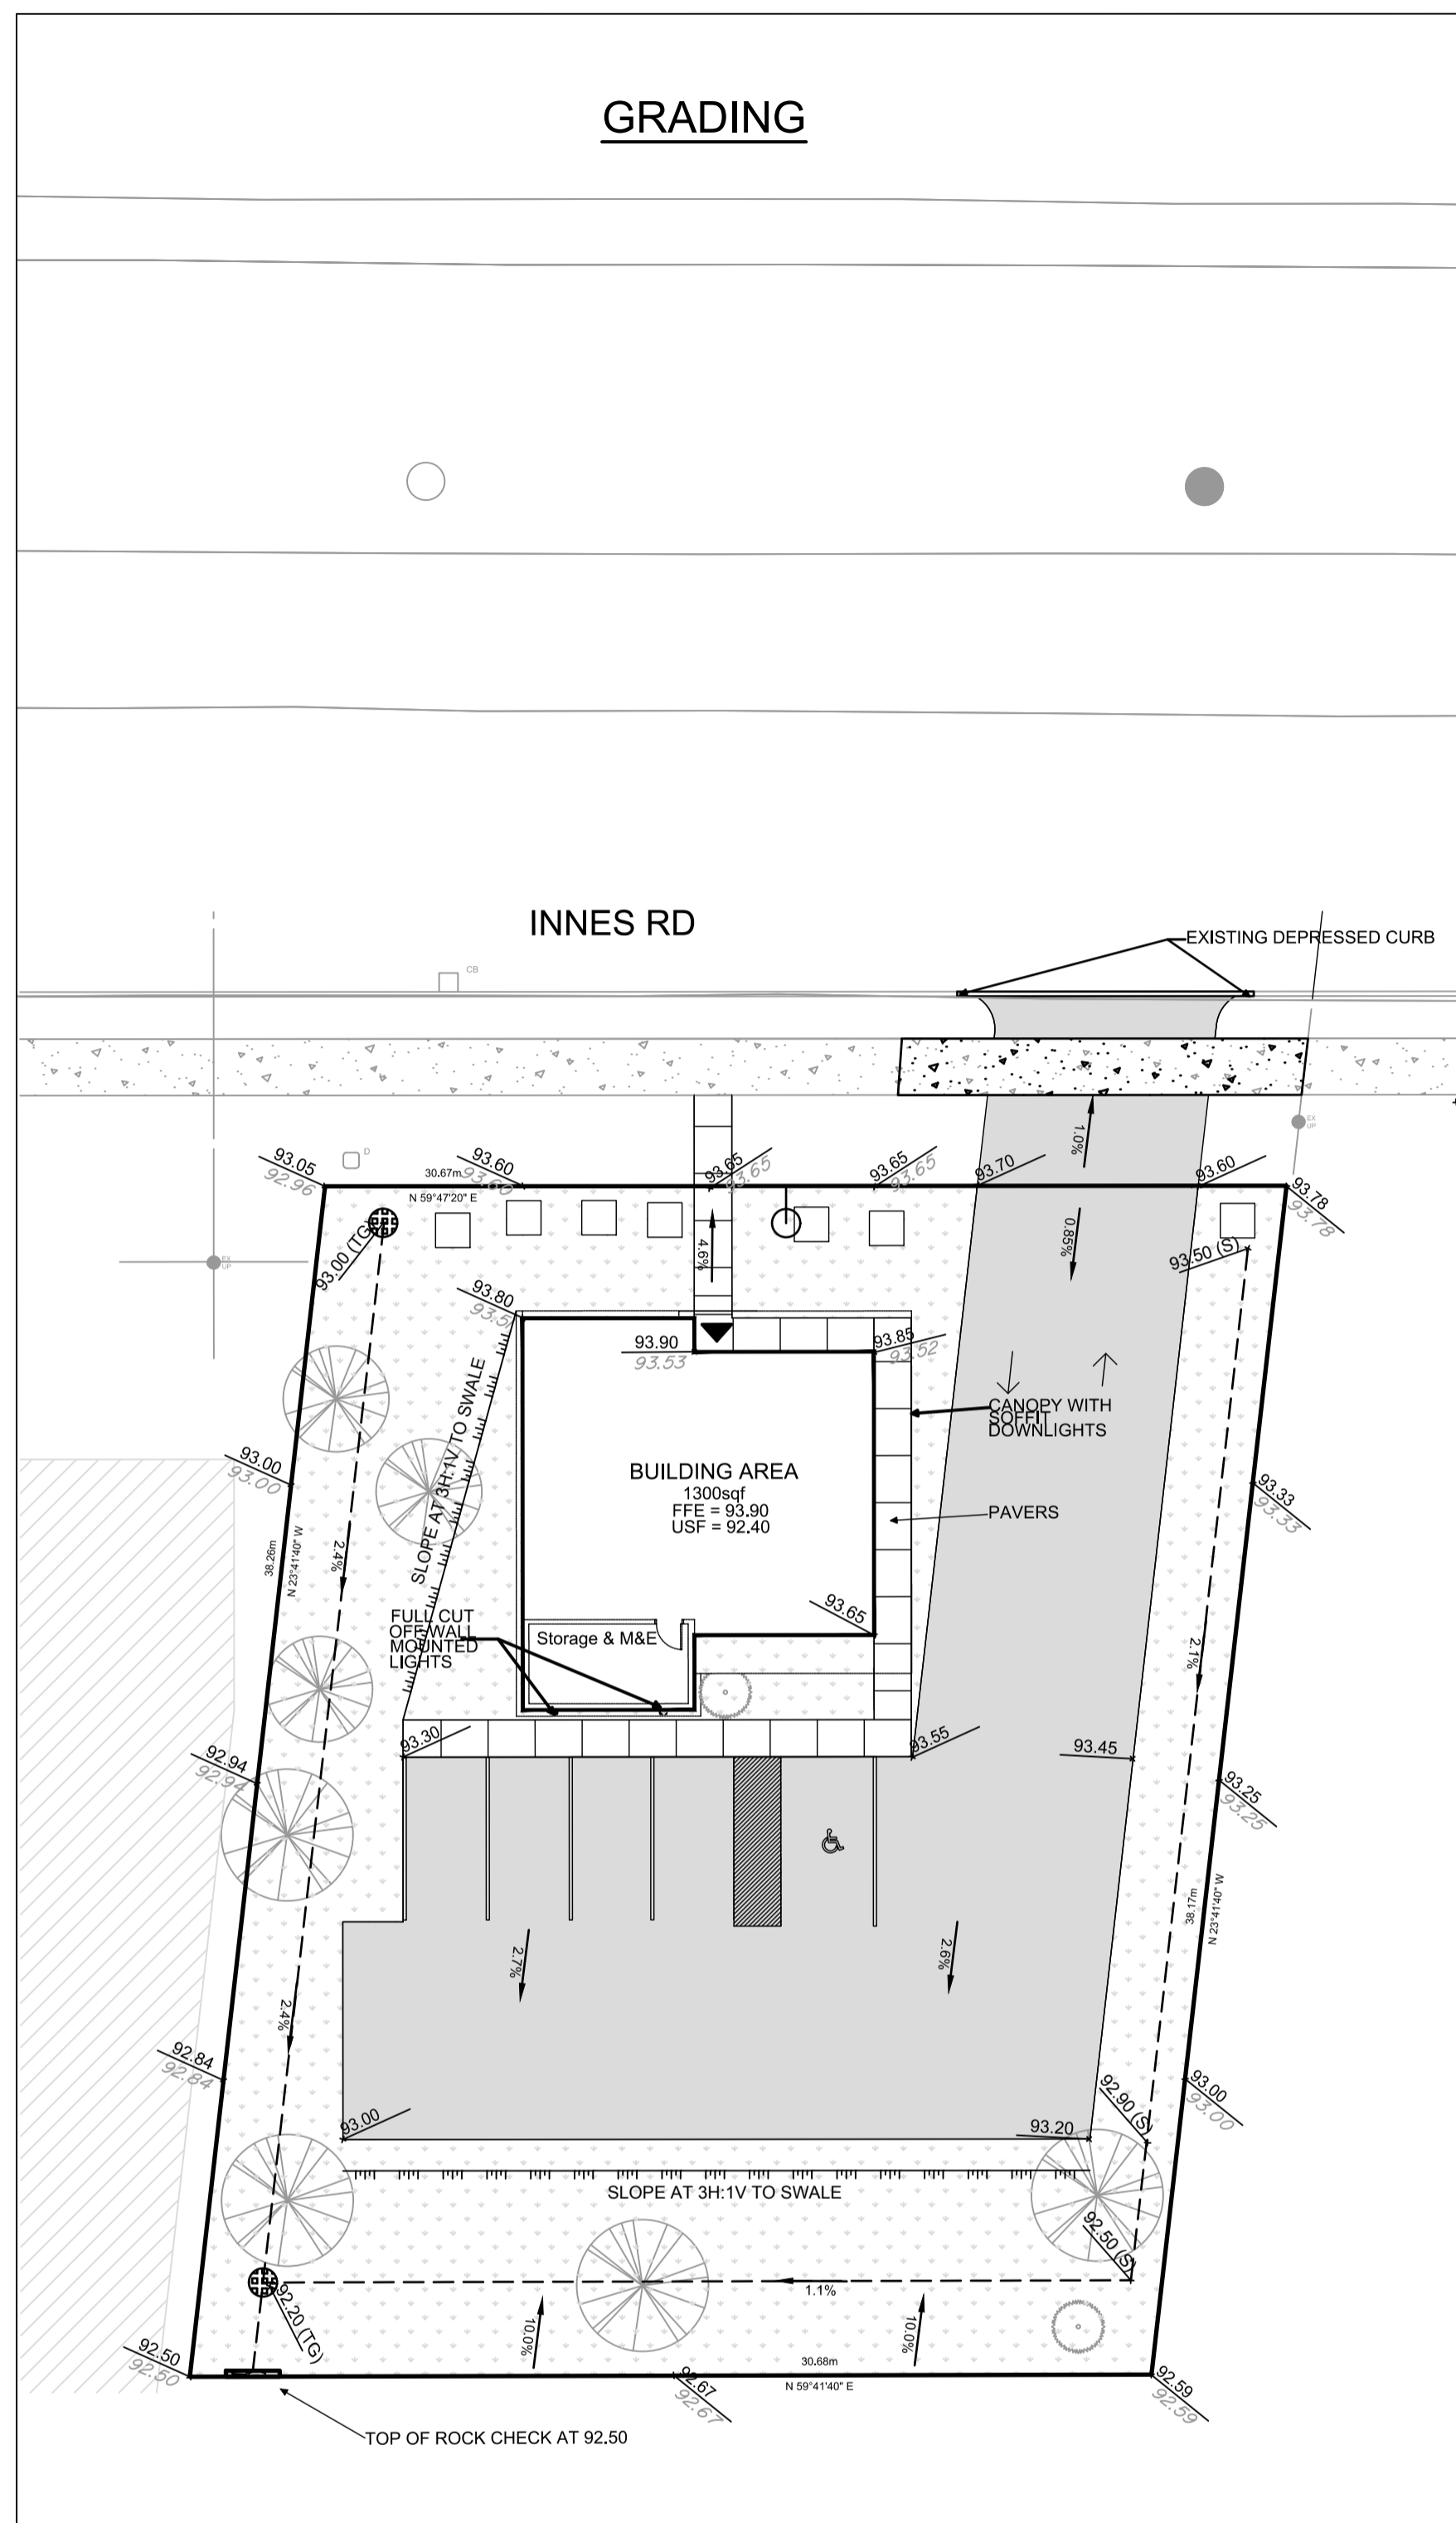 GRADING
INNES RD
EXISTING DEPRESSED CURB
CB
EX
UP
D
1.0%
93.05
92.96
30.67m
N 59°47'20" E
93.60
93.60
93.65
93.65
93.65
93.65
93.70
93.60
93.78
93.78
93.00 (TG)
4.6%
0.85%
93.50 (S)
EX
UP
93.80
93.90
93.53
93.85
93.52
SLOPE AT 3H:1V TO SWALE
CANOPY WITH
SOFFIT
DOWNLIGHTS
BUILDING AREA
1300sqf
FFE = 93.90
USF = 92.40
PAVERS
93.00
93.00
93.33
93.33
38.26m
N 23°41'40" W
2.4%
FULL CUT
OFF WALL
MOUNTED
LIGHTS
Storage & M&E
93.65
2.1%
93.30
93.55
93.45
92.94
92.94
93.25
93.25
38.17m
N 23°41'40" W
2.7%
2.6%
2.4%
92.84
92.84
93.00
93.00
93.00
93.20
92.90 (S)
SLOPE AT 3H:1V TO SWALE
92.50 (S)
92.20 (TG)
1.1%
10.0%
10.0%
92.50
92.50
30.68m
N 59°41'40" E
92.67
92.67
92.59
92.59
TOP OF ROCK CHECK AT 92.50